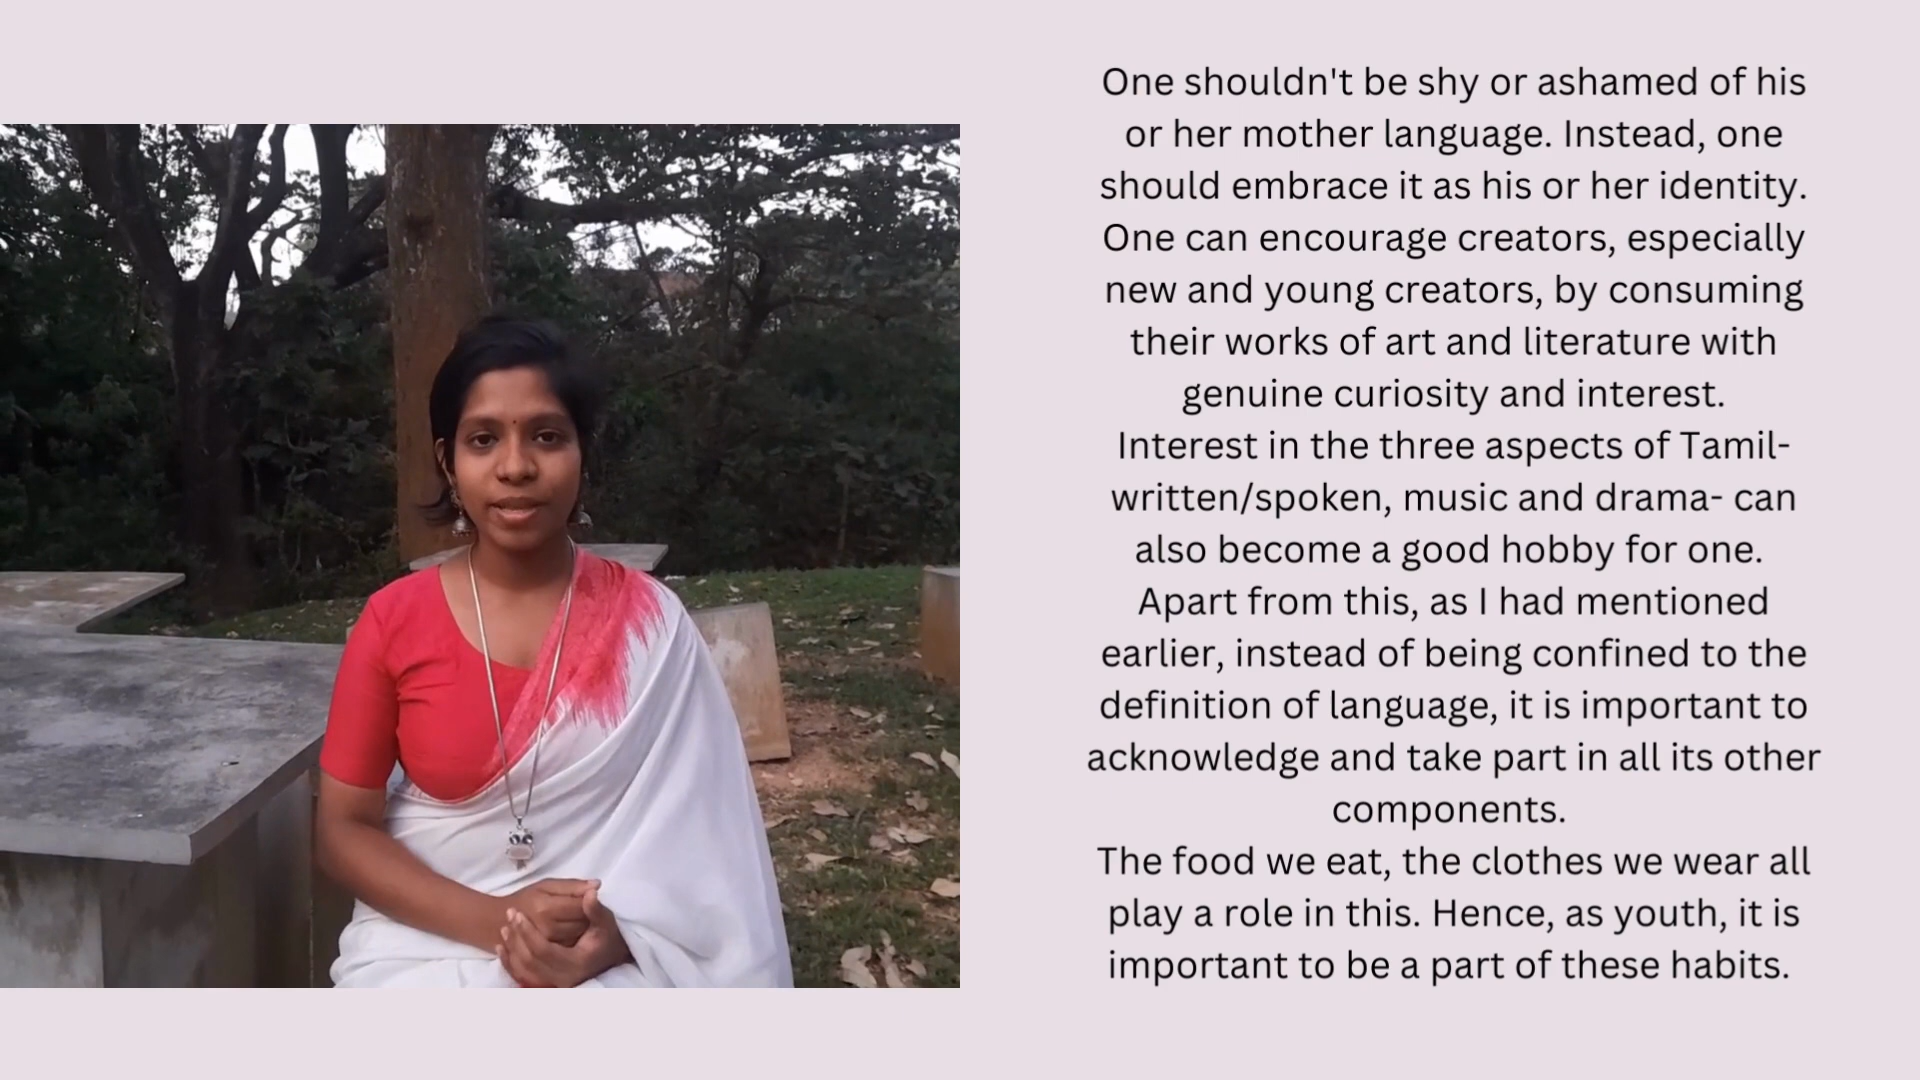 One shouldn't be shy or ashamed of his
or her mother language. Instead, one
should embrace it as his or her identity.
One can encourage creators, especially
new and young creators, by consuming
their works of art and literature with
genuine curiosity and interest.
Interest in the three aspects of Tamil-
written/spoken, music and drama- can
also become a good hobby for one.
Apart from this, as I had mentioned
earlier, instead of being confined to the
definition of language, it is important to
acknowledge and take part in all its other
components.
The food we eat, the clothes we wear all
play a role in this. Hence, as youth, it is
important to be a part of these habits.